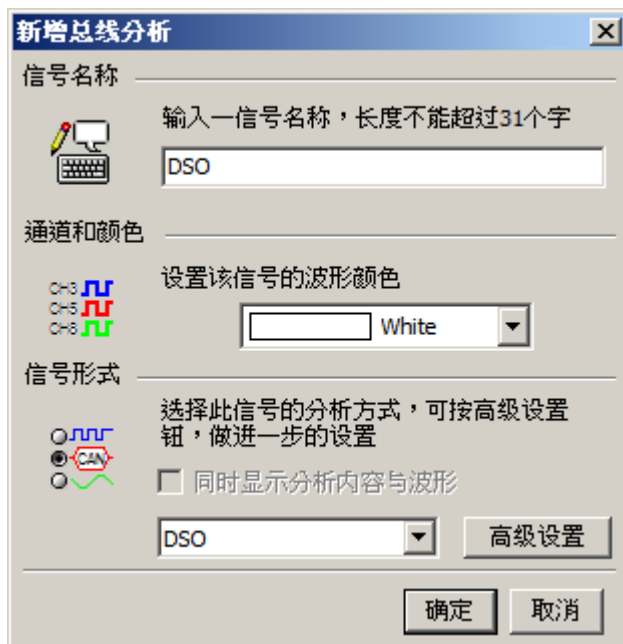 新增总线分析
信号名称
输入一信号名称，长度不能超过31个字
DSO
通道和颜色
CH3
CH5
CH8
设置该信号的波形颜色
White
信号形式
选择此信号的分析方式，可按高级设置
钮，做进一步的设置
CAN
同时显示分析内容与波形
DSO
高级设置
确定
取消